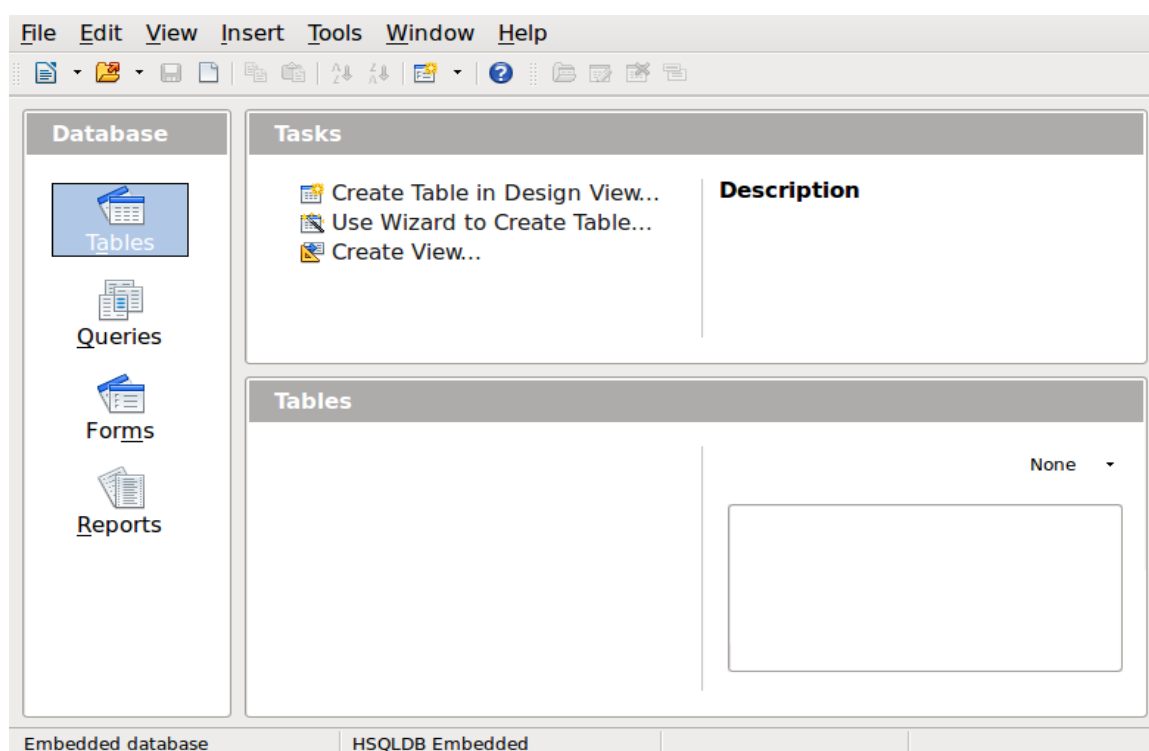 File Edit View Insert Tools Window Help
Database
Tables
Queries
Forms
Reports
Tasks
Create Table in Design View...
Use Wizard to Create Table...
Create View...
Description
Tables
None
Embedded database
HSQLDB Embedded